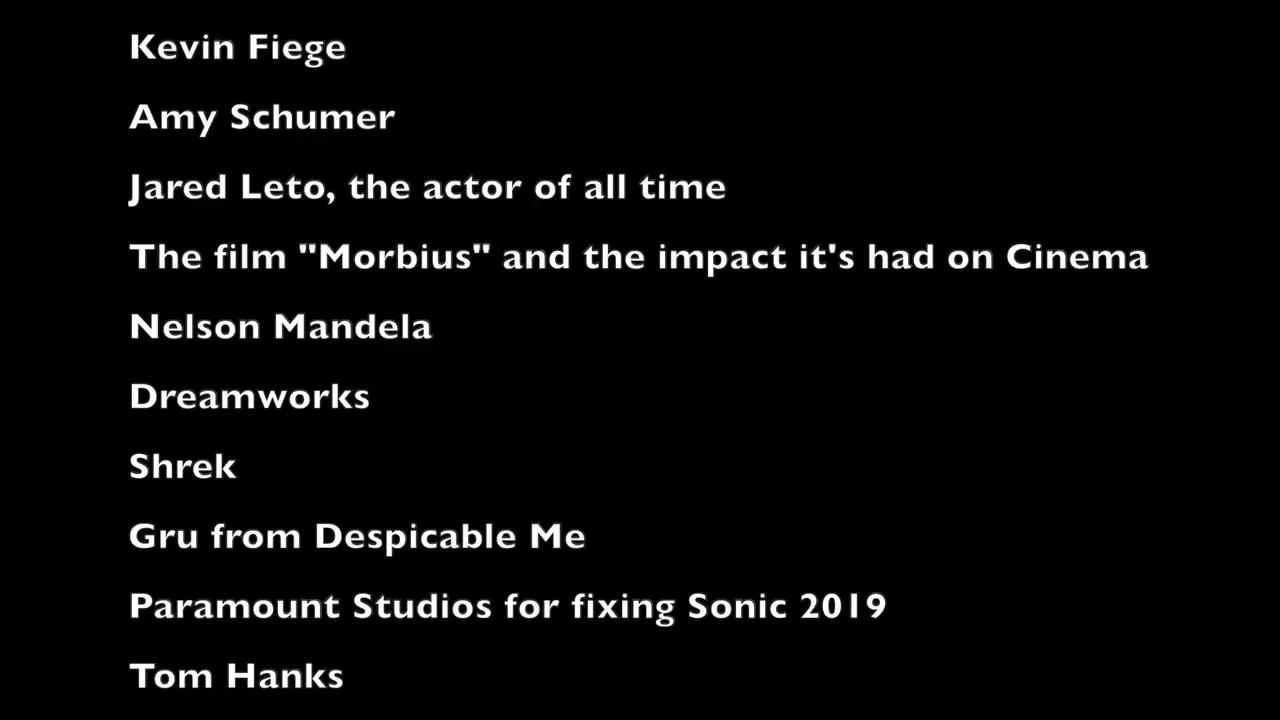 Kevin Fiege
Amy Schumer
Jared Leto, the actor of all time
The film "Morbius" and the impact it's had on Cinema
Nelson Mandela
Dreamworks
Shrek
Gru from Despicable Me
Paramount Studios for fixing Sonic 2019
Tom Hanks